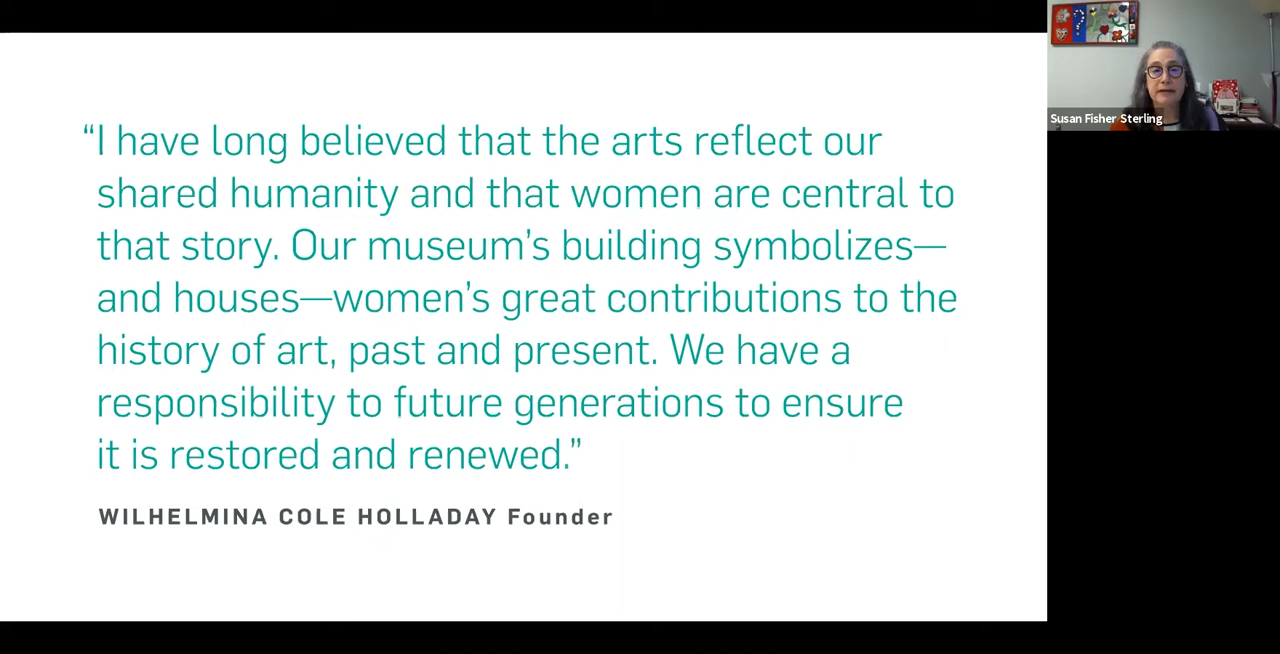 “I have long believed that the arts reflect our
shared humanity and that women are central to
that story. Our museum’s building symbolizes—
and houses—women’s great contributions to the
history of art, past and present. We have a
responsibility to future generations to ensure
it is restored and renewed.”
WILHELMINA COLE HOLLADAY Founder
Susan Fisher Sterling